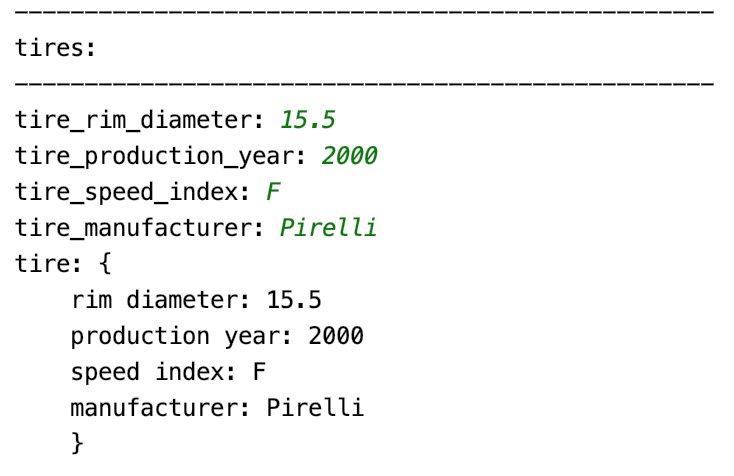 --------------------------------------------------
tires:
--------------------------------------------------
tire_rim_diameter: 15.5
tire_production_year: 2000
tire_speed_index: F
tire_manufacturer: Pirelli
tire: {
    rim diameter: 15.5
    production year: 2000
    speed index: F
    manufacturer: Pirelli
    }